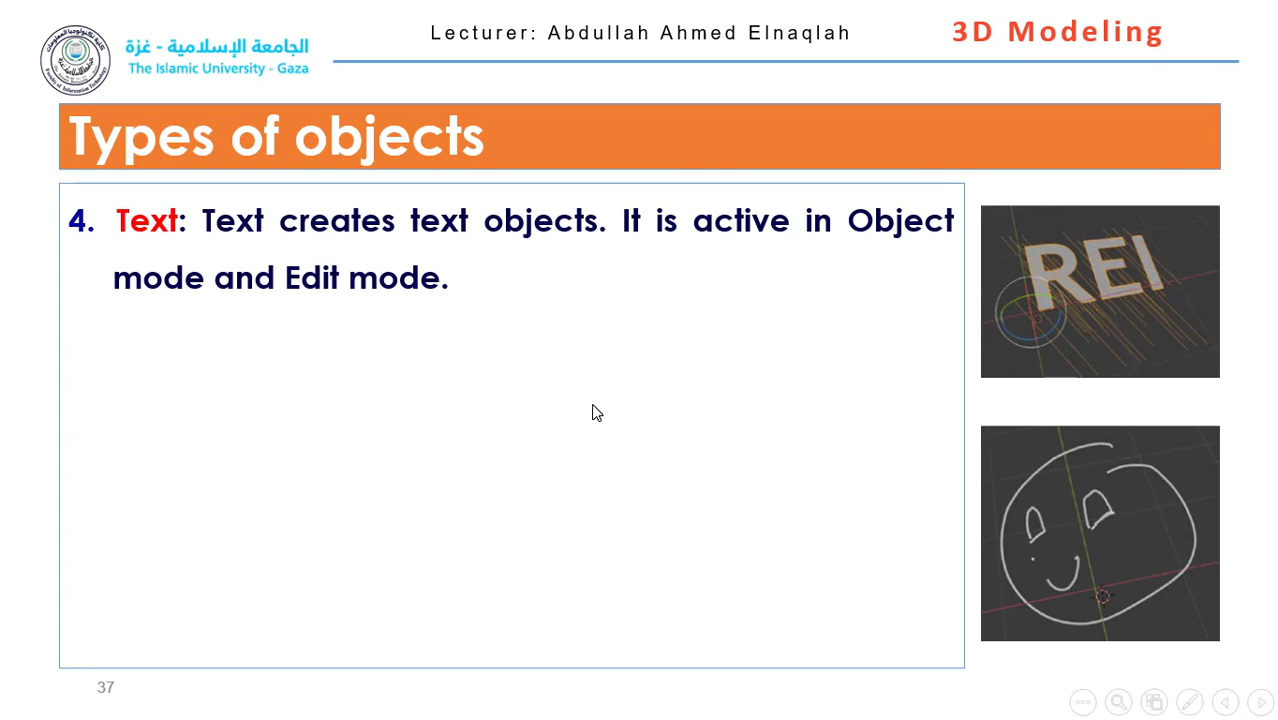 الجامعة الإسلامية - غزة
The Islamic University - Gaza
Lecturer: Abdullah Ahmed Elnaqlah
3D Modeling
Types of objects
4. Text: Text creates text objects. It is active in Object
mode and Edit mode.
REI
37